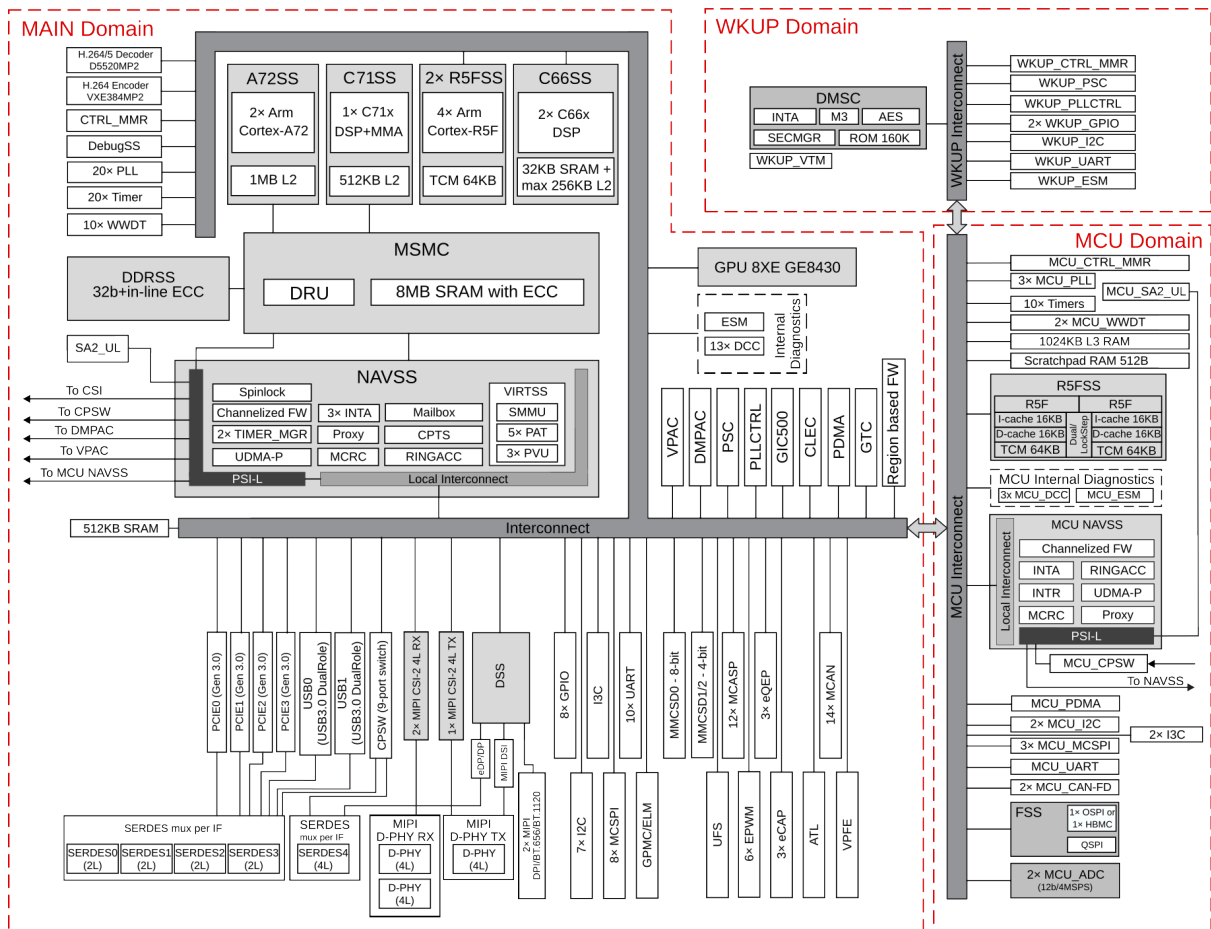 MAIN Domain
H.264/5 Decoder
D5520MP2
H.264 Encoder
VXE384MP2
CTRL_MMR
DebugSS
20× PLL
20× Timer
10× WWDT
A72SS
2× Arm
Cortex-A72
1MB L2
C71SS
1× C71x
DSP+MMA
512KB L2
2× R5FSS
4× Arm
Cortex-R5F
TCM 64KB
C66SS
2× C66x
DSP
32KB SRAM +
max 256KB L2
MSMC
DRU
8MB SRAM with ECC
DDRSS
32b+in-line ECC
GPU 8XE GE8430
ESM
13× DCC
Internal
Diagnostics
SA2_UL
To CSI
To CPSW
To DMPAC
To VPAC
To MCU NAVSS
NAVSS
Spinlock
Channelized FW
2× TIMER_MGR
UDMA-P
3× INTA
Proxy
MCRC
Mailbox
CPTS
RINGACC
VIRTSS
SMMU
5× PAT
3× PVU
PSI-L
Local Interconnect
VPAC
DMPAC
PSC
PLLCTRL
GIC500
CLEC
PDMA
GTC
Region based FW
512KB SRAM
Interconnect
PCIE0 (Gen 3.0)
PCIE1 (Gen 3.0)
PCIE2 (Gen 3.0)
PCIE3 (Gen 3.0)
USB0
(USB3.0 DualRole)
USB1
(USB3.0 DualRole)
CPSW (9-port switch)
2× MIPI CSI-2 4L RX
1× MIPI CSI-2 4L TX
DSS
eDP/DP
MIPI DSI
2× MIPI
DPI/BT.656/BT.1120
8× GPIO
7× I2C
I3C
8× MCSPI
10× UART
GPMC/ELM
MMCSD0 - 8-bit
MMCSD1/2 - 4-bit
UFS
12× MCASP
6× EPWM
3× eQEP
3× eCAP
ATL
14× MCAN
VPFE
SERDES mux per IF
SERDES0
(2L)
SERDES1
(2L)
SERDES2
(2L)
SERDES3
(2L)
SERDES
mux per IF
SERDES4
(4L)
MIPI
D-PHY RX
D-PHY
(4L)
D-PHY
(4L)
MIPI
D-PHY TX
D-PHY
(4L)
WKUP Domain
DMSC
INTA
M3
AES
SECMGR
ROM 160K
WKUP_VTM
WKUP Interconnect
WKUP_CTRL_MMR
WKUP_PSC
WKUP_PLLCTRL
2× WKUP_GPIO
WKUP_I2C
WKUP_UART
WKUP_ESM
MCU Domain
MCU Interconnect
MCU_CTRL_MMR
3× MCU_PLL
MCU_SA2_UL
10× Timers
2× MCU_WWDT
1024KB L3 RAM
Scratchpad RAM 512B
R5FSS
R5F
I-cache 16KB
D-cache 16KB
TCM 64KB
Dual/
LockStep
R5F
I-cache 16KB
D-cache 16KB
TCM 64KB
MCU Internal Diagnostics
3x MCU_DCC
MCU_ESM
MCU NAVSS
Local Interconnect
Channelized FW
INTA
RINGACC
INTR
UDMA-P
MCRC
Proxy
PSI-L
MCU_CPSW
To NAVSS
MCU_PDMA
2× MCU_I2C
2× I3C
3× MCU_MCSPI
MCU_UART
2× MCU_CAN-FD
FSS
1× OSPI or
1× HBMC
QSPI
2× MCU_ADC
(12b/4MSPS)